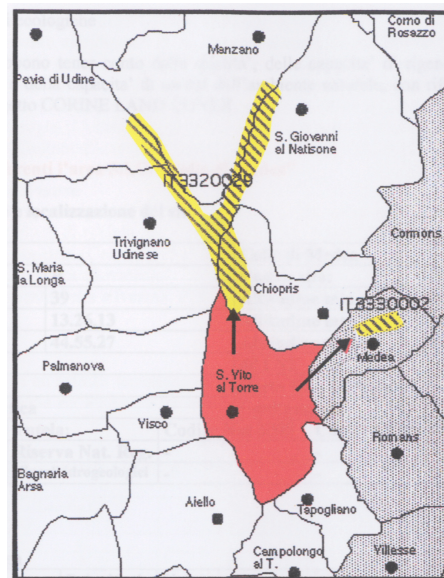 Corno di
Rosazzo
Manzano
Pavia di Udine
S. Giovanni
al Natisone
IT3320029
Trivignano
Udinese
Cormons
S. Maria
la Longa
Chiopris
IT3330002
Medea
Palmanova
S. Vito
al Torre
Visco
Romans
Bagnaria
Arsa
Aiello
Tapogliano
Campolongo
al T.
Villesse